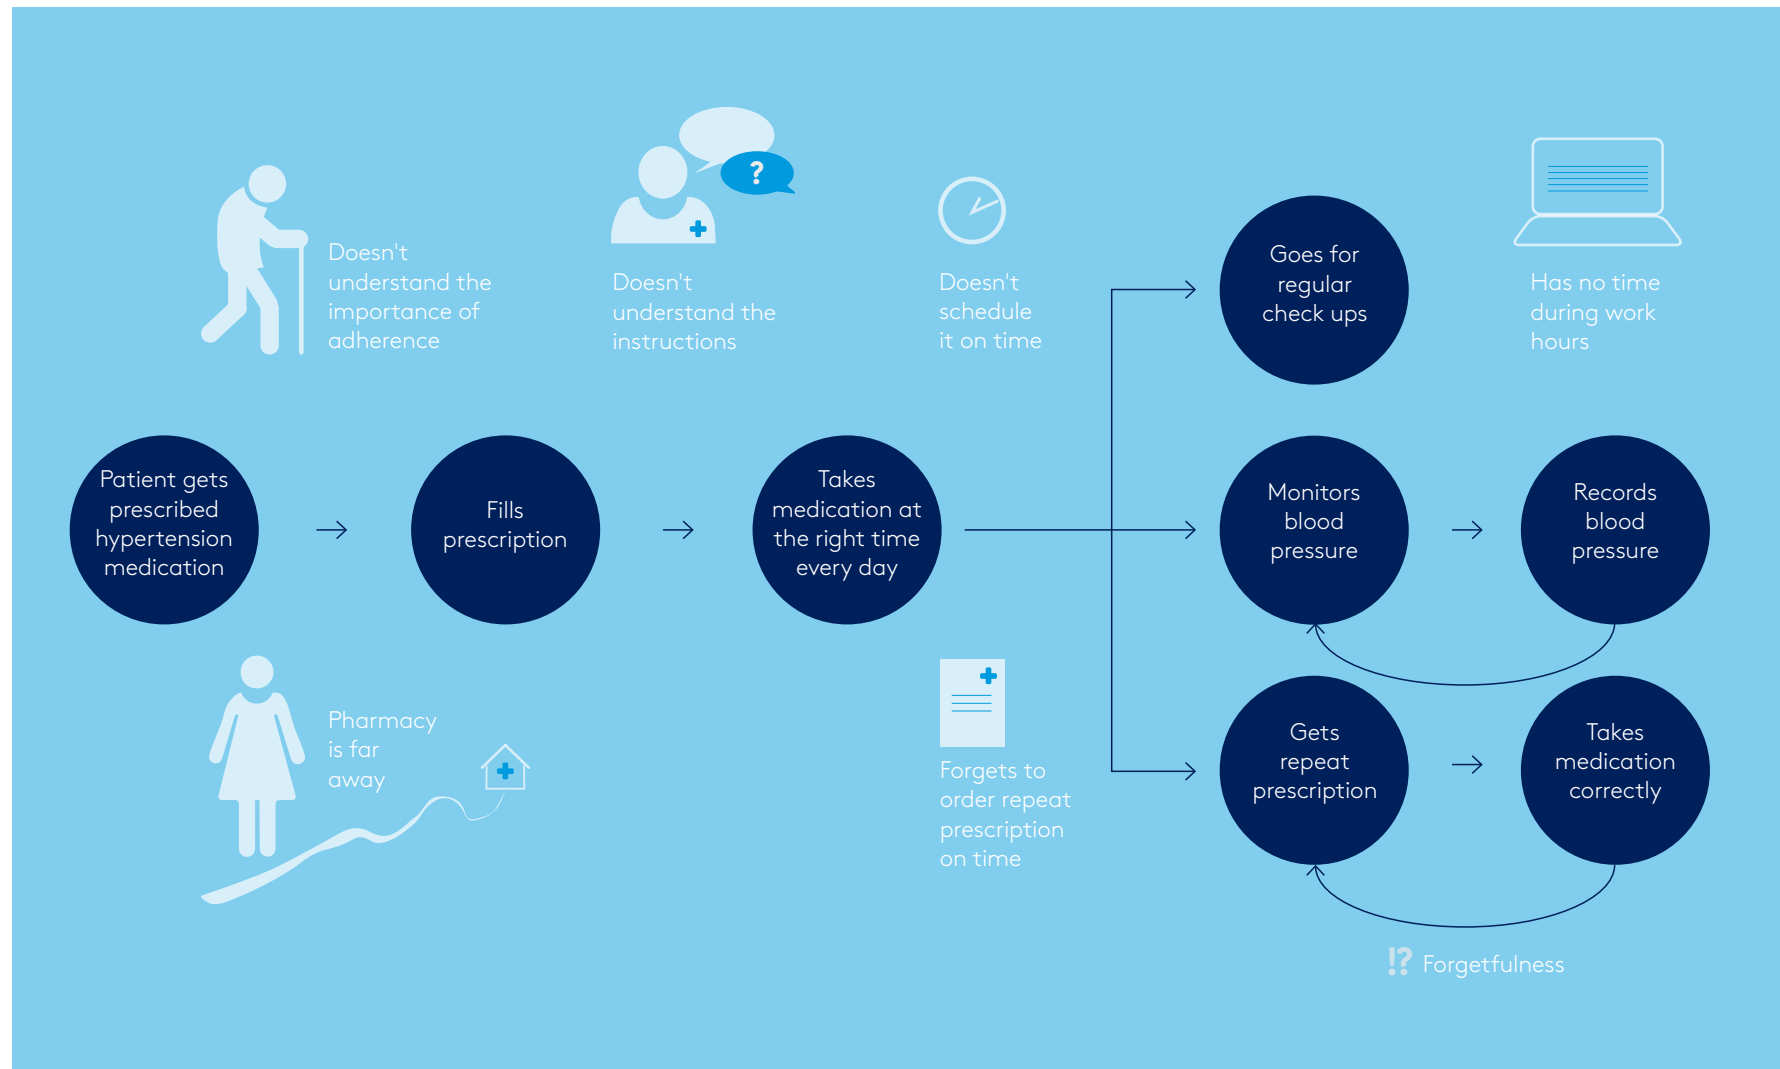 Doesn't
understand the
importance of
adherence
?
Doesn't
understand the
instructions
Doesn't
schedule
it on time
Goes for
regular
check ups
Has no time
during work
hours
Patient gets
prescribed
hypertension
medication
Fills
prescription
Takes
medication at
the right time
every day
Monitors
blood
pressure
Records
blood
pressure
Pharmacy
is far
away
Forgets to
order repeat
prescription
on time
Gets
repeat
prescription
Takes
medication
correctly
!? Forgetfulness